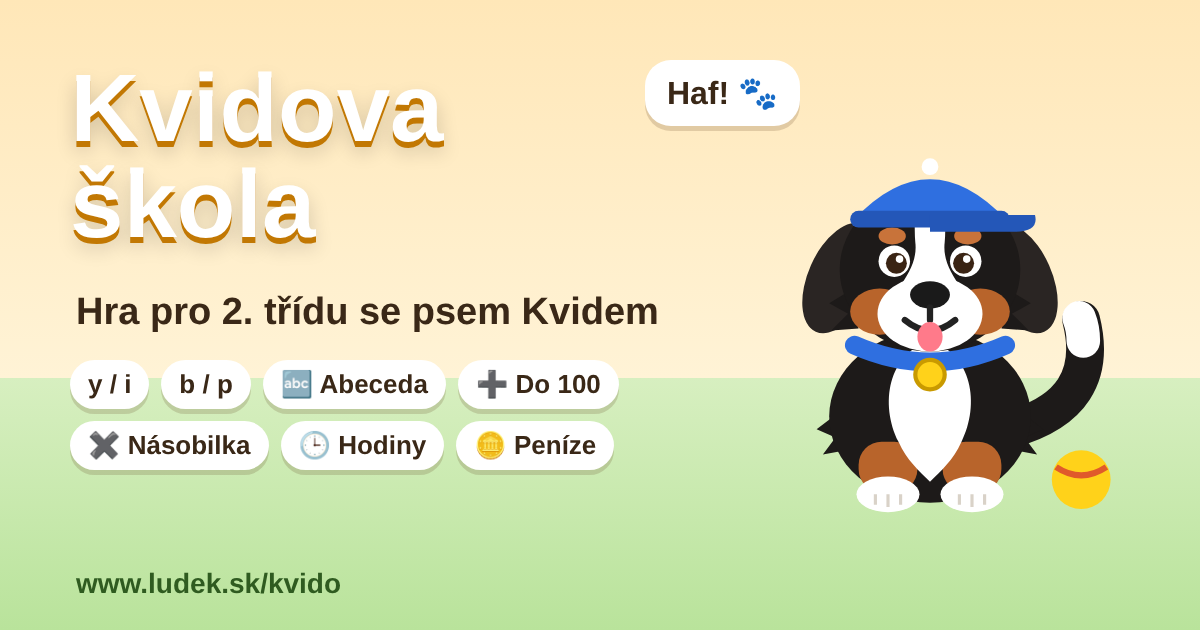 Kvidova
škola
Haf! 🐾
Hra pro 2. třídu se psem Kvidem
y / i b / p 🔤 Abeceda ➕ Do 100
✖️ Násobilka 🕒 Hodiny 🪙 Peníze
www.ludek.sk/kvido